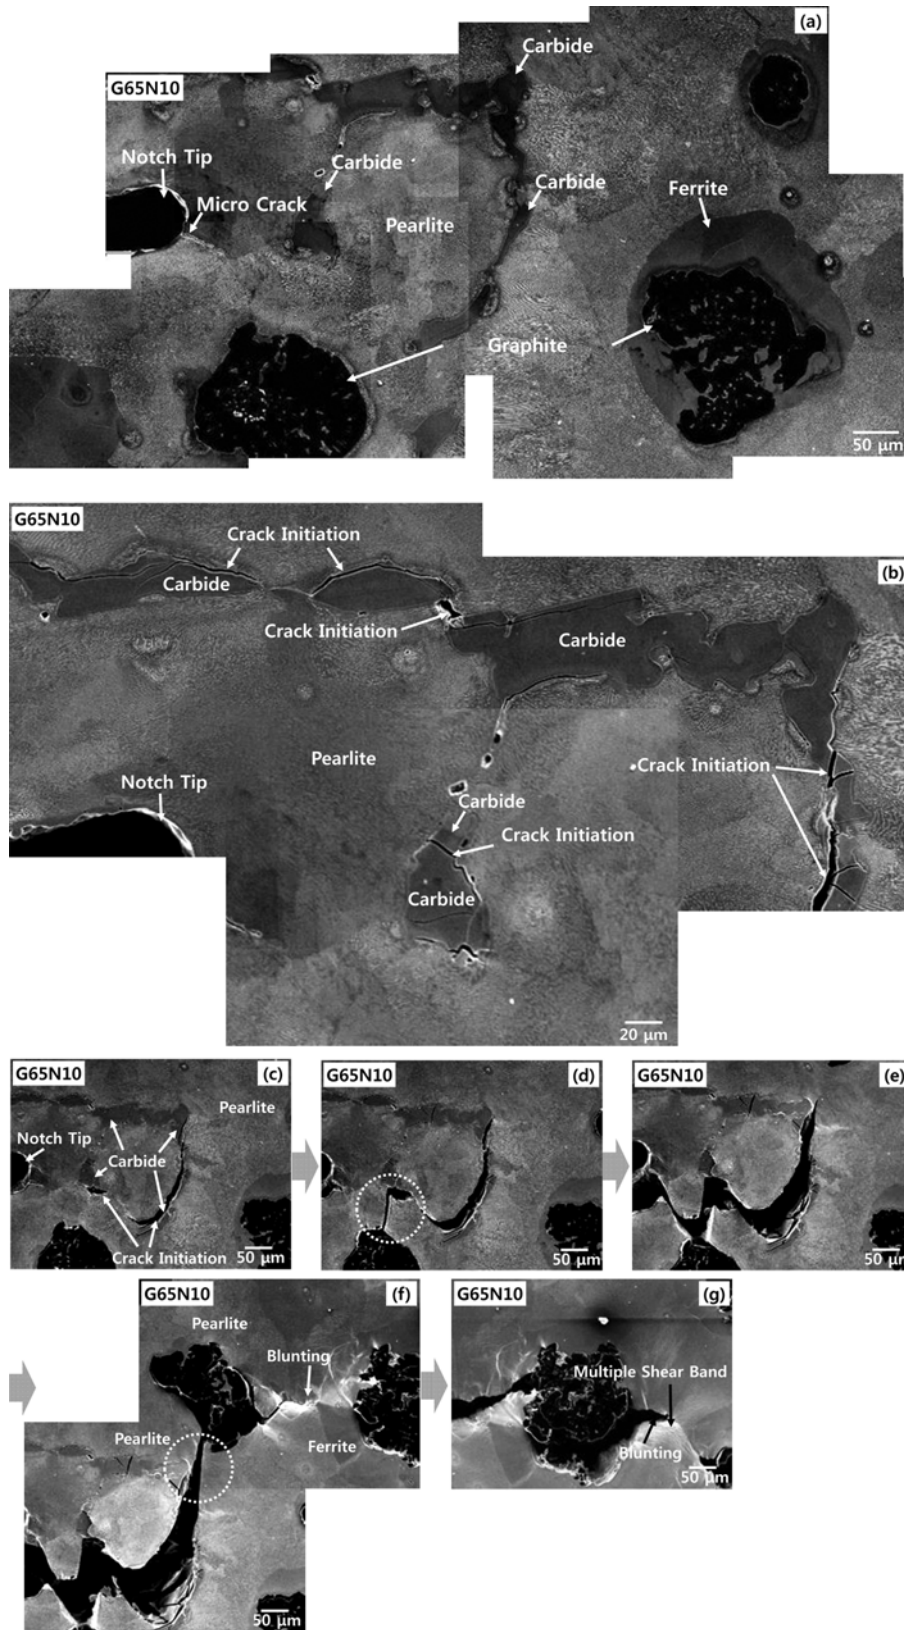 (a)
Carbide
G65N10
Notch Tip
Carbide
Carbide
Ferrite
Micro Crack
Pearlite
Graphite
50 μm
G65N10
Crack Initiation
(b)
Carbide
Crack Initiation
Carbide
Pearlite
Crack Initiation
Notch Tip
Carbide
Crack Initiation
Carbide
20 μm
G65N10
(c)
Pearlite
Notch Tip
Carbide
Crack Initiation
50 μm
G65N10
(d)
50 μm
G65N10
(e)
50 μm
G65N10
(f)
Pearlite
Blunting
Pearlite
Ferrite
50 μm
G65N10
(g)
Multiple Shear Band
Blunting
50 μm